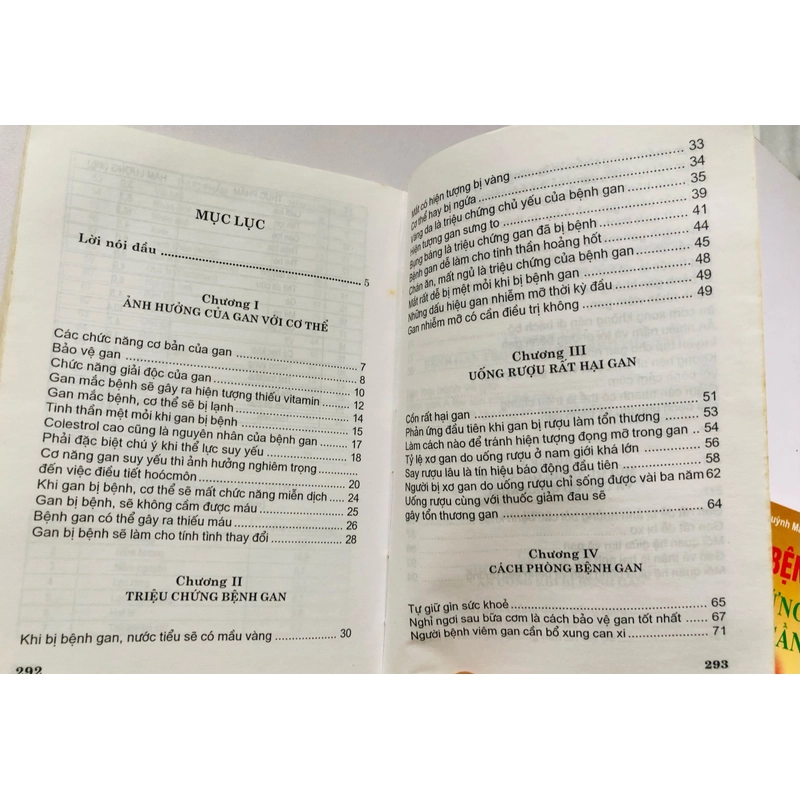 MỤC LỤC
Lời nói đầu ........ 5
Chương I
ẢNH HƯỞNG CỦA GAN VỚI CƠ THỂ
Các chức năng cơ bản của gan ........ 7
Bảo vệ gan ........ 8
Chức năng giải độc của gan ........ 10
Gan mắc bệnh sẽ gây ra hiện tượng thiếu vitamin ........ 12
Gan mắc bệnh, cơ thể sẽ bị lạnh ........ 14
Tinh thần mệt mỏi khi gan bị bệnh ........ 15
Colestrol cao cũng là nguyên nhân của bệnh gan ........ 17
Phải đặc biệt chú ý khi thể lực suy yếu ........ 18
Cơ năng gan suy yếu thì ảnh hưởng nghiêm trọng
đến việc điều tiết hoócmôn ........ 20
Khi gan bị bệnh, cơ thể sẽ mất chức năng miễn dịch ........ 24
Gan bị bệnh, sẽ không cầm được máu ........ 25
Bệnh gan có thể gây ra thiếu máu ........ 26
Gan bị bệnh sẽ làm cho tính tình thay đổi ........ 28
Chương II
TRIỆU CHỨNG BỆNH GAN
Khi bị bệnh gan, nước tiểu sẽ có mầu vàng ........ 30
292
Mắt có hiện tượng bị vàng ........ 33
Cơ thể hay bị ngứa ........ 34
Vàng da là triệu chứng chủ yếu của bệnh gan ........ 35
Hiện tượng gan sưng to ........ 39
Bụng báng là triệu chứng gan đã bị bệnh ........ 41
Bệnh gan dễ làm cho tinh thần hoảng hốt ........ 44
Chán ăn, mất ngủ là triệu chứng của bệnh gan ........ 45
Mắt rất dễ bị mệt mỏi khi bị bệnh gan ........ 48
Những dấu hiệu gan nhiễm mỡ thời kỳ đầu ........ 49
Gan nhiễm mỡ có cần điều trị không ........ 49
Chương III
UỐNG RƯỢU RẤT HẠI GAN
Cồn rất hại gan ........ 51
Phản ứng đầu tiên khi gan bị rượu làm tổn thương ........ 53
Làm cách nào để tránh hiện tượng đọng mỡ trong gan .. 54
Tỷ lệ xơ gan do uống rượu ở nam giới khá lớn ........ 56
Say rượu lâu là tín hiệu báo động đầu tiên ........ 58
Người bị xơ gan do uống rượu chỉ sống được vài ba năm 62
Uống rượu cùng với thuốc giảm đau sẽ
gây tổn thương gan ........ 64
Chương IV
CÁCH PHÒNG BỆNH GAN
Tự giữ gìn sức khoẻ ........ 65
Nghỉ ngơi sau bữa cơm là cách bảo vệ gan tốt nhất ........ 67
Người bệnh viêm gan cần bổ xung can xi ........ 71
293